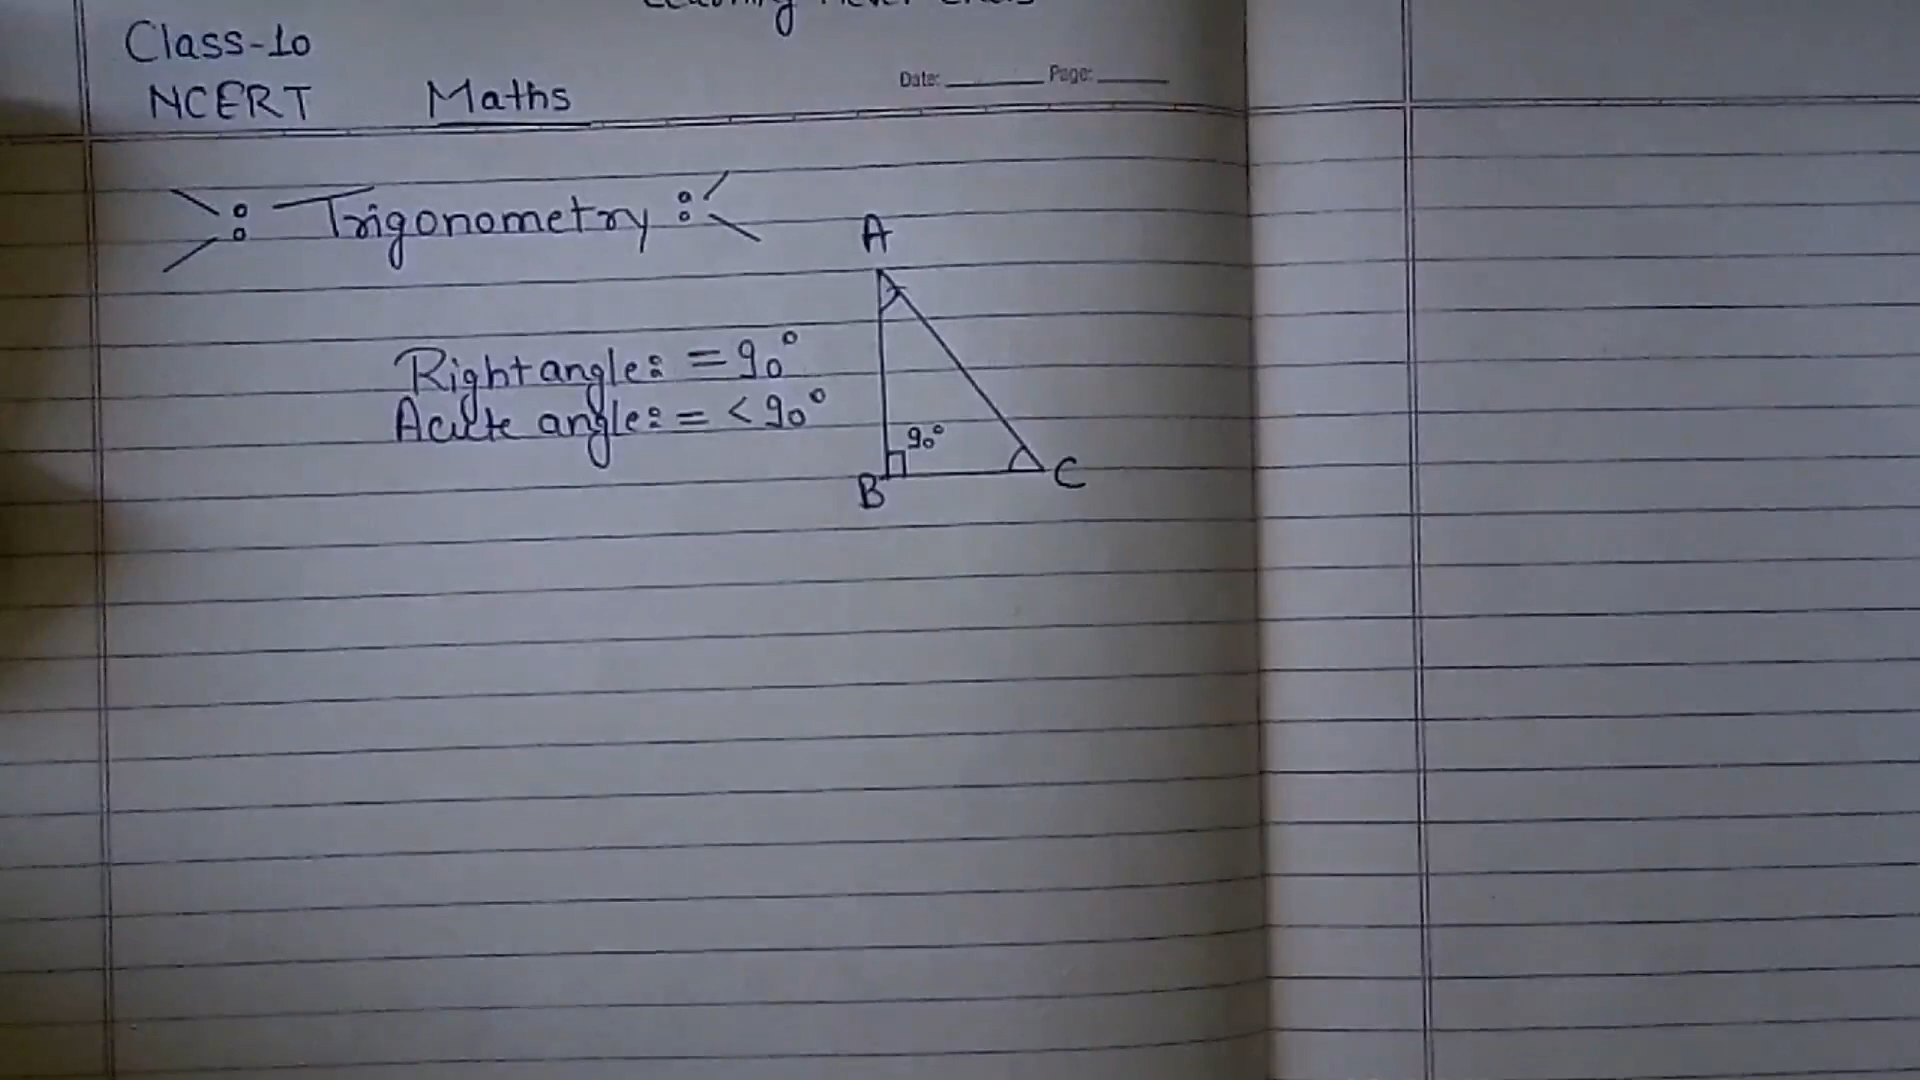 Class-10
NCERT Maths
Date: Page:
Trigonometry
A
Right angle: = 90°
Acute angle: = < 90°
90°
B
C